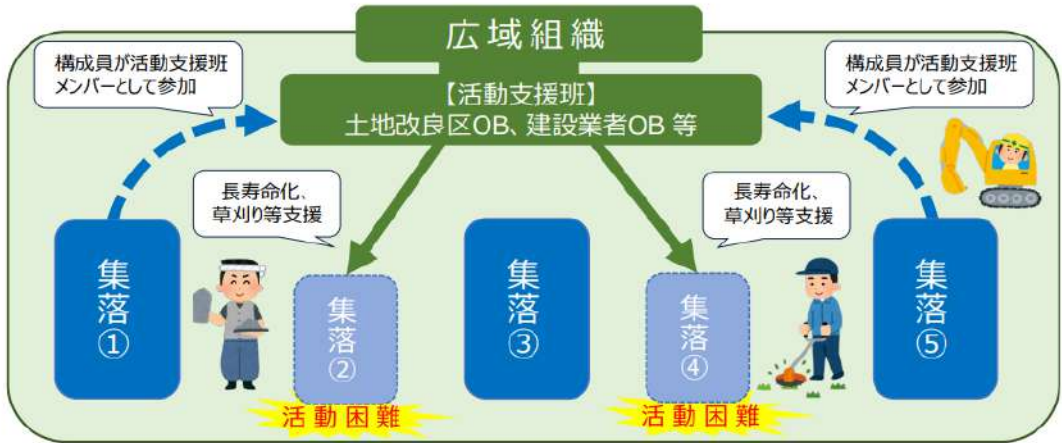 広域組織
【活動支援班】
土地改良区OB、建設業者OB 等
構成員が活動支援班
メンバーとして参加
構成員が活動支援班
メンバーとして参加
長寿命化、
草刈り等支援
長寿命化、
草刈り等支援
集落①
集落②
集落③
集落④
集落⑤
活動困難
活動困難